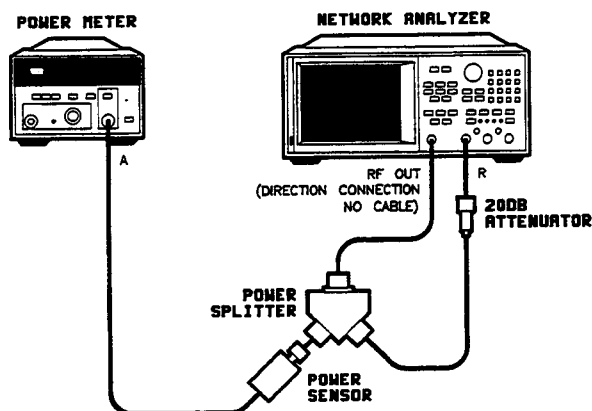 POWER METER
NETWORK ANALYZER
A
RF OUT
(DIRECTION CONNECTION
NO CABLE)
R
20DB
ATTENUATOR
POWER
SPLITTER
POWER
SENSOR